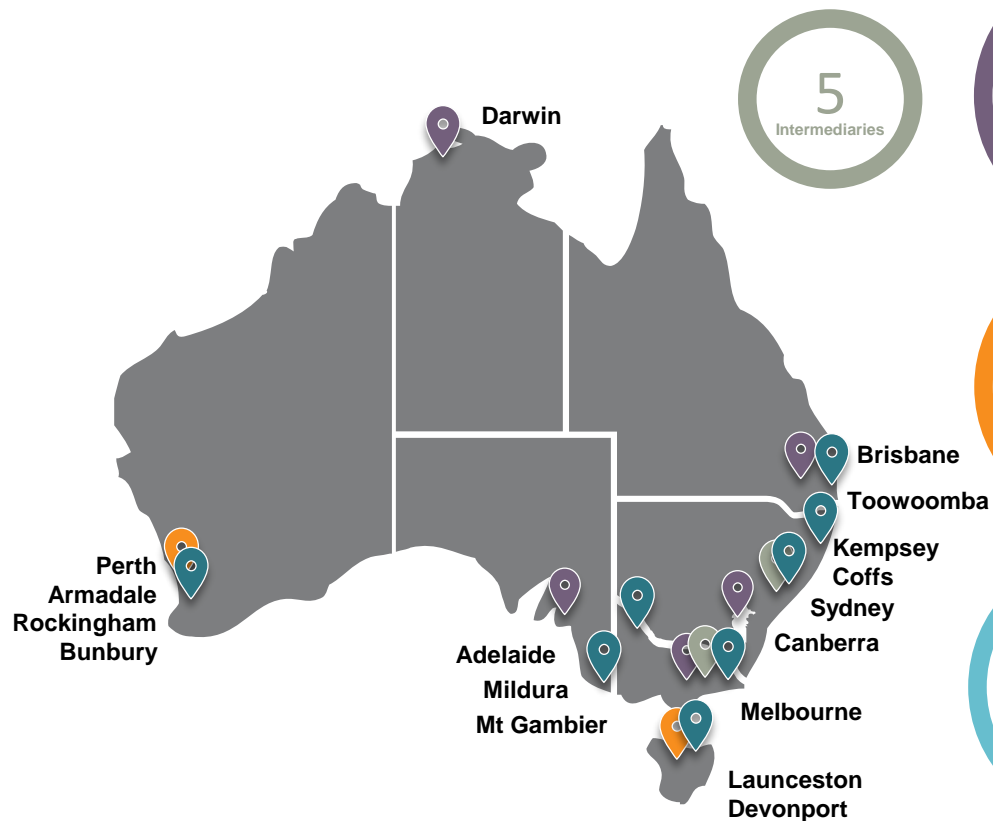 5
Intermediaries
Darwin
Brisbane
Toowoomba
Kempsey
Coffs
Sydney
Canberra
Perth
Armadale
Rockingham
Bunbury
Adelaide
Mildura
Mt Gambier
Melbourne
Launceston
Devonport